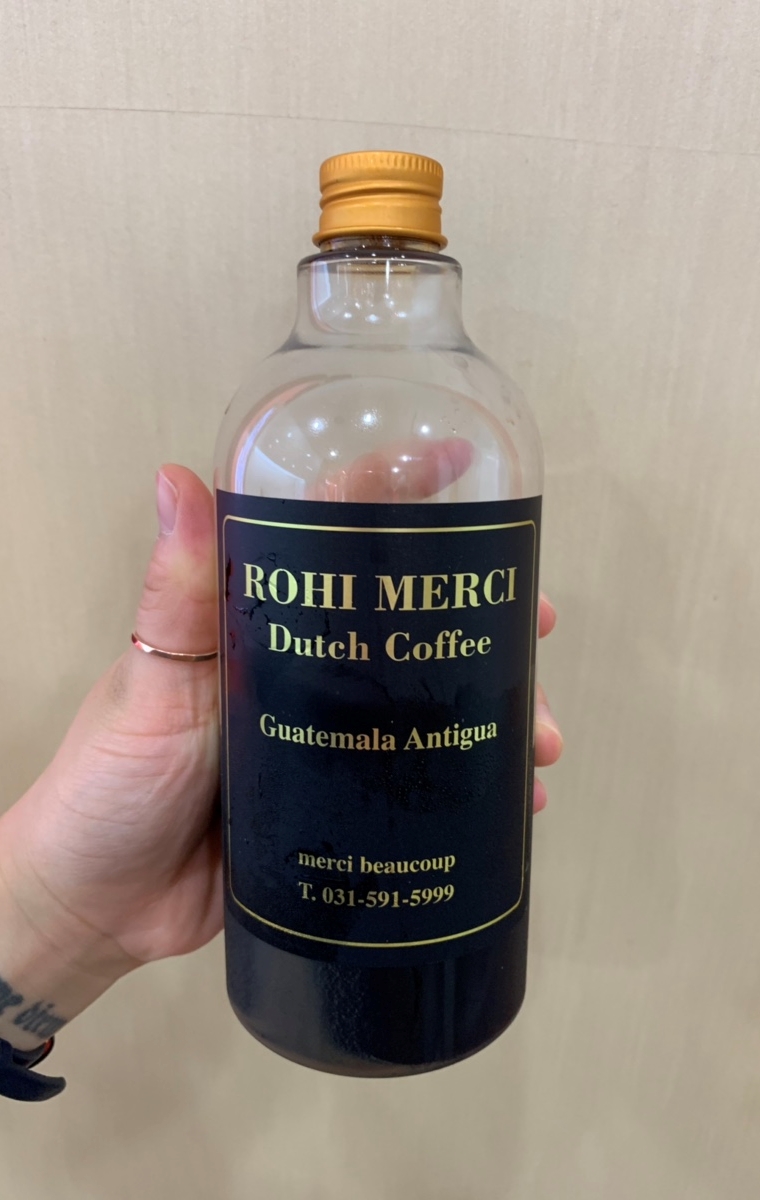 ROHI MERCI
Dutch Coffee
Guatemala Antigua
merci beaucoup
T. 031-591-5999